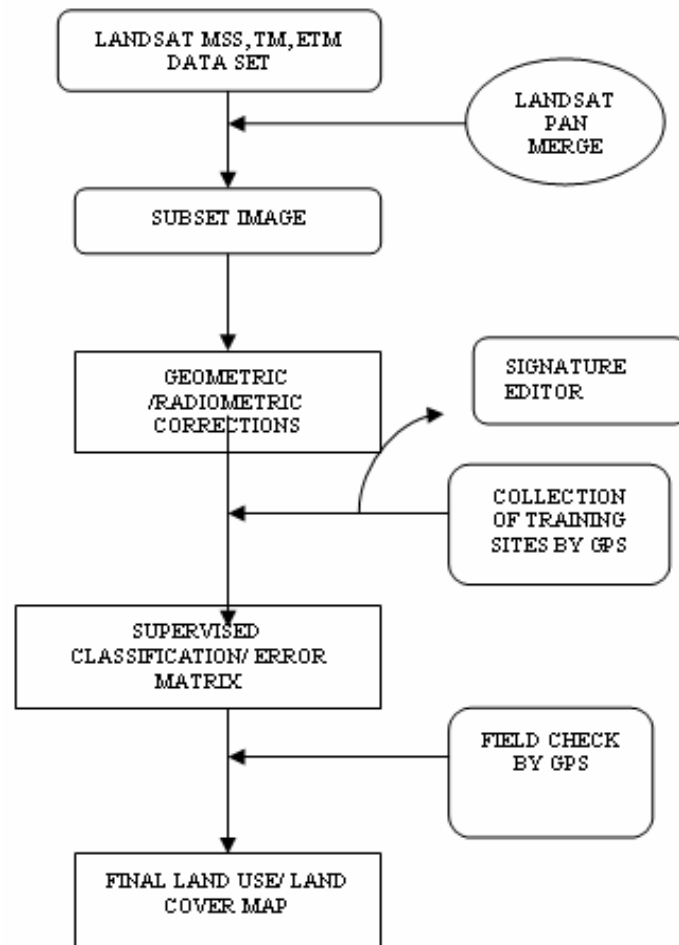 LANDSAT MSS,TM,ETM
DATA SET
LANDSAT
PAN
MERGE
SUBSET IMAGE
GEOMETRIC
/RADIOMETRIC
CORRECTIONS
SIGNATURE
EDITOR
COLLECTION
OF TRAINING
SITES BY GPS
SUPERVISED
CLASSIFICATION/ ERROR
MATRIX
FIELD CHECK
BY GPS
FINAL LAND USE/ LAND
COVER MAP